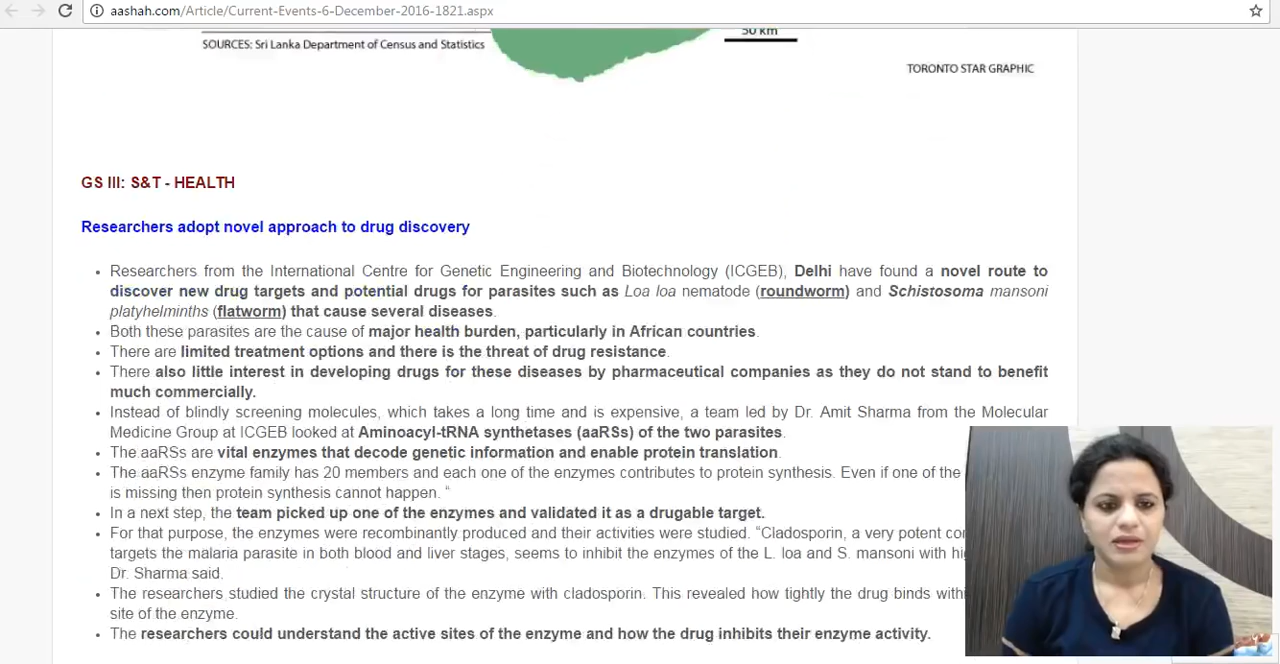 aashah.com/Article/Current-Events-6-December-2016-1821.aspx
50 km
SOURCES: Sri Lanka Department of Census and Statistics
TORONTO STAR GRAPHIC
GS III: S&T - HEALTH
Researchers adopt novel approach to drug discovery
• Researchers from the International Centre for Genetic Engineering and Biotechnology (ICGEB), Delhi have found a novel route to
discover new drug targets and potential drugs for parasites such as Loa loa nematode (roundworm) and Schistosoma mansoni
platyhelminths (flatworm) that cause several diseases.
• Both these parasites are the cause of major health burden, particularly in African countries.
• There are limited treatment options and there is the threat of drug resistance.
• There also little interest in developing drugs for these diseases by pharmaceutical companies as they do not stand to benefit
much commercially.
• Instead of blindly screening molecules, which takes a long time and is expensive, a team led by Dr. Amit Sharma from the Molecular
Medicine Group at ICGEB looked at Aminoacyl-tRNA synthetases (aaRSs) of the two parasites.
• The aaRSs are vital enzymes that decode genetic information and enable protein translation.
• The aaRSs enzyme family has 20 members and each one of the enzymes contributes to protein synthesis. Even if one of the
is missing then protein synthesis cannot happen. “
• In a next step, the team picked up one of the enzymes and validated it as a drugable target.
• For that purpose, the enzymes were recombinantly produced and their activities were studied. “Cladosporin, a very potent
targets the malaria parasite in both blood and liver stages, seems to inhibit the enzymes of the L. loa and S. mansoni with
Dr. Sharma said.
• The researchers studied the crystal structure of the enzyme with cladosporin. This revealed how tightly the drug binds
site of the enzyme.
• The researchers could understand the active sites of the enzyme and how the drug inhibits their enzyme activity.